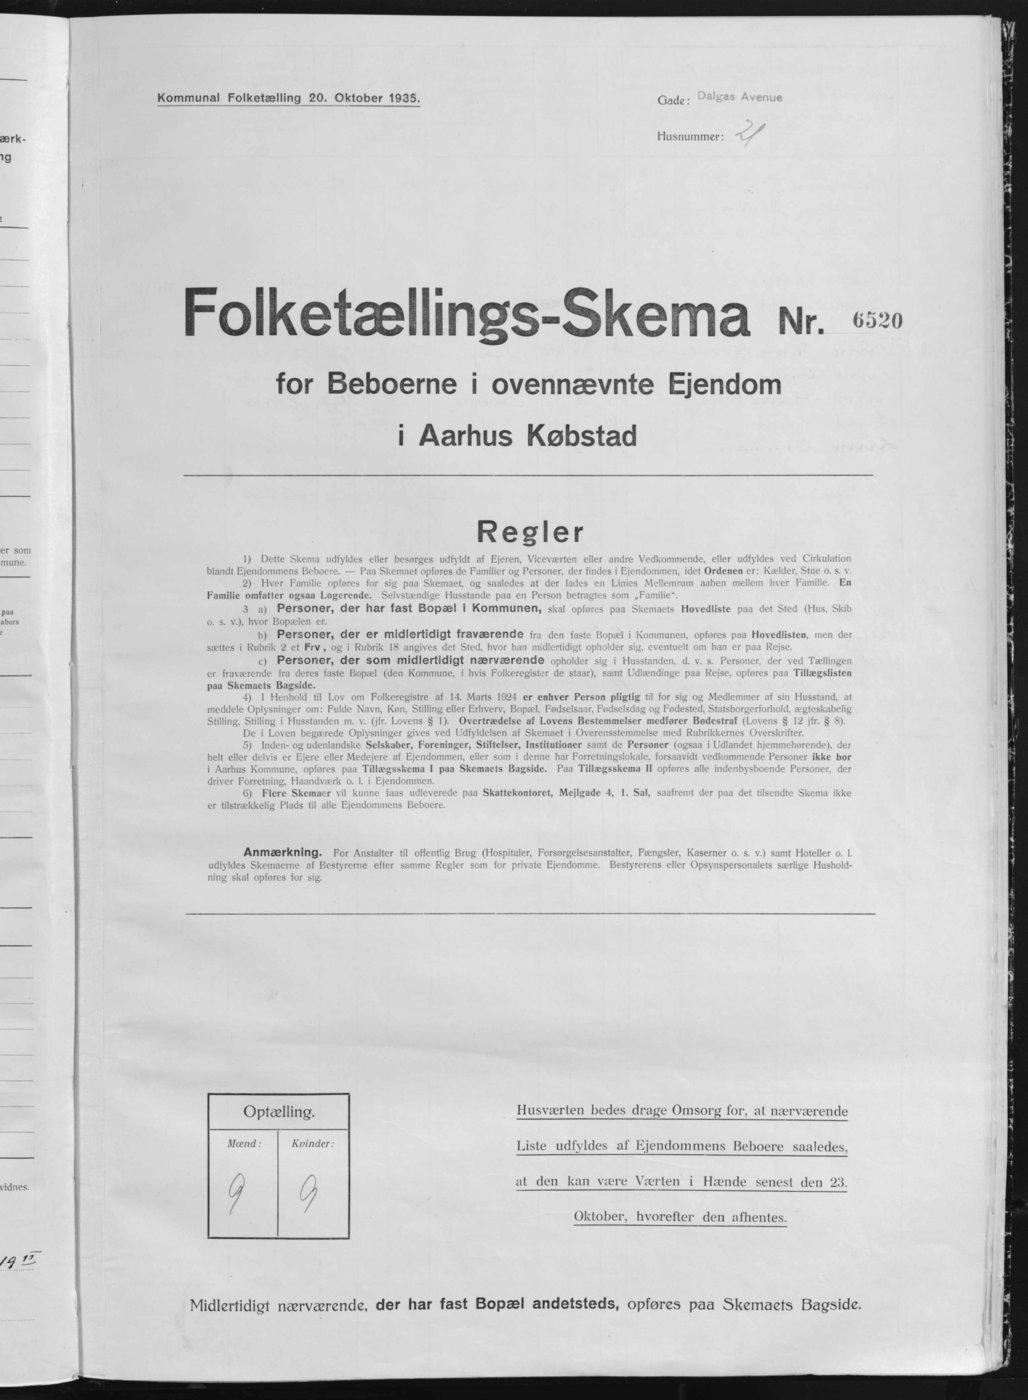 Kommunal Folketælling 20. Oktober 1935.
Gade: Dalgas Avenue
Husnummer: 21
Folketællings-Skema Nr. 6520
for Beboerne i ovennævnte Ejendom
i Aarhus Købstad
Regler
1) Dette Skema udfyldes eller besørges udfyldt af Ejeren, Viceværten eller andre Vedkommende, eller udfyldes ved Cirkulation
blandt Ejendommens Beboere. — Paa Skemaet opføres de Familier og Personer, der findes i Ejendommen, idet Ordenen er: Kælder, Stue o. s. v.
2) Hver Familie opføres for sig paa Skemaet, og saaledes at der lades en Linies Mellemrum aaben mellem hver Familie. En
Familie omfatter ogsaa Logerende. Selvstændige Husstande paa en Person betragtes som „Familie“.
3 a) Personer, der har fast Bopæl i Kommunen, skal opføres paa Skemaets Hovedliste paa det Sted (Hus, Skib
o. s. v.), hvor Bopælen er.
b) Personer, der er midlertidigt fraværende fra den faste Bopæl i Kommunen, opføres paa Hovedlisten, men der
sættes i Rubrik 2 et Frv, og i Rubrik 18 angives det Sted, hvor han midlertidigt opholder sig, eventuelt om han er paa Rejse.
c) Personer, der som midlertidigt nærværende opholder sig i Husstanden, d. v. s. Personer, der ved Tællingen
er fraværende fra deres faste Bopæl (den Kommune, i hvis Folkeregister de staar), samt Udlændinge paa Rejse, opføres paa Tillægslisten
paa Skemaets Bagside.
4) I Henhold til Lov om Folkeregistre af 14. Marts 1924 er enhver Person pligtig til for sig og Medlemmer af sin Husstand, at
meddele Oplysninger om: Fulde Navn, Køn, Stilling eller Erhverv, Bopæl, Fødselsaar, Fødselsdag og Fødested, Statsborgerforhold, ægteskabelig
Stilling, Stilling i Husstanden m. v. (jfr. Lovens § 1). Overtrædelse af Lovens Bestemmelser medfører Bødestraf (Lovens § 12 jfr. § 8).
De i Loven begærede Oplysninger gives ved Udfyldelsen af Skemaet i Overensstemmelse med Rubrikkernes Overskrifter.
5) Inden- og udenlandske Selskaber, Foreninger, Stiftelser, Institutioner samt de Personer (ogsaa i Udlandet hjemmehørende), der
helt eller delvis er Ejere eller Medejere af Ejendommen, eller som i denne har Forretningslokale, forsaavidt vedkommende Personer ikke bor
i Aarhus Kommune, opføres paa Tillægsskema I paa Skemaets Bagside. Paa Tillægsskema II opføres alle indenbysboende Personer, der
driver Forretning, Haandværk o. l. i Ejendommen.
6) Flere Skemaer vil kunne faas udleverede paa Skattekontoret, Mejlgade 4, 1. Sal, saafremt der paa det tilsendte Skema ikke
er tilstrækkelig Plads til alle Ejendommens Beboere.
Anmærkning. For Anstalter til offentlig Brug (Hospitaler, Forsørgelsesanstalter, Fængsler, Kaserner o. s. v.) samt Hoteller o. l.
udfyldes Skemaerne af Bestyrerne efter samme Regler som for private Ejendomme. Bestyrerens eller Opsynspersonalets særlige Hushold-
ning skal opføres for sig.
Optælling.
Mænd: Kvinder:
9 9
Husværten bedes drage Omsorg for, at nærværende
Liste udfyldes af Ejendommens Beboere saaledes,
at den kan være Værten i Hænde senest den 23.
Oktober, hvorefter den afhentes.
Midlertidigt nærværende, der har fast Bopæl andetsteds, opføres paa Skemaets Bagside.